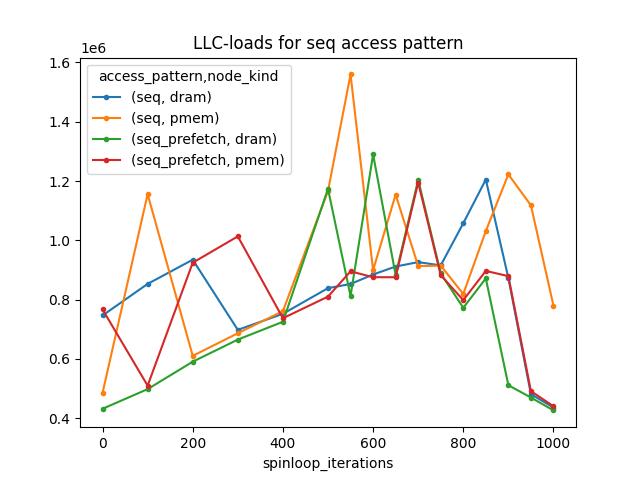 LLC-loads for seq access pattern
1e6
access_pattern,node_kind
(seq, dram)
(seq, pmem)
(seq_prefetch, dram)
(seq_prefetch, pmem)
1.6
1.4
1.2
1.0
0.8
0.6
0.4
0 200 400 600 800 1000
spinloop_iterations